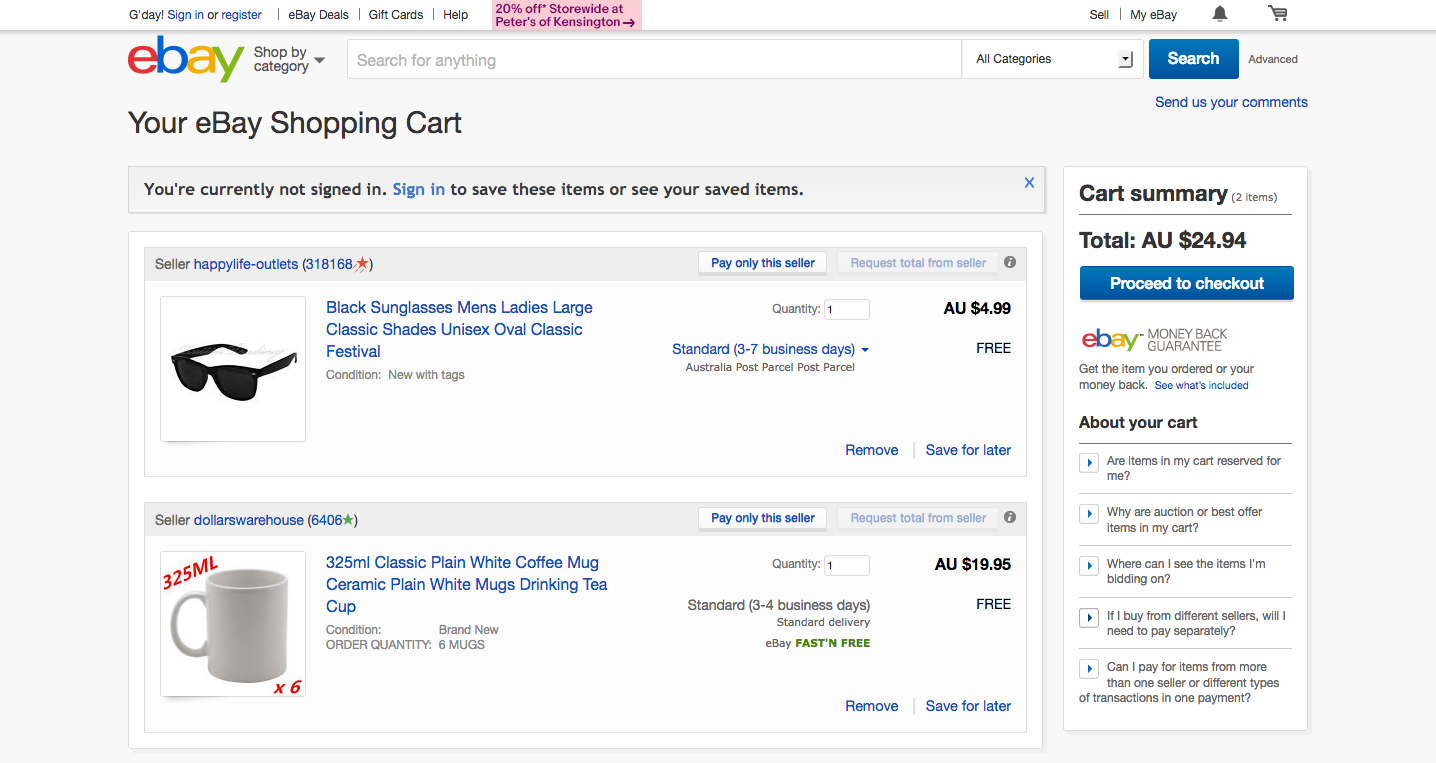 G'day! Sign in or register
eBay Deals
Gift Cards
Help
20% off* Storewide at
Peter's of Kensington→
Sell
My eBay
ebay
Shop by
category
Search for anything
All Categories
Search
Advanced
Send us your comments
Your eBay Shopping Cart
You're currently not signed in. Sign in to save these items or see your saved items.
Seller happylife-outlets (318168)
Pay only this seller
Request total from seller
Black Sunglasses Mens Ladies Large
Classic Shades Unisex Oval Classic
Festival
Condition: New with tags
Quantity: 1
AU $4.99
Standard (3-7 business days)
FREE
Australia Post Parcel Post Parcel
Remove
Save for later
Seller dollarswarehouse (6406)
Pay only this seller
Request total from seller
325ML
x 6
325ml Classic Plain White Coffee Mug
Ceramic Plain White Mugs Drinking Tea
Cup
Condition: Brand New
ORDER QUANTITY: 6 MUGS
Quantity: 1
AU $19.95
Standard (3-4 business days)
FREE
Standard delivery
eBay FAST'N FREE
Remove
Save for later
Cart summary (2 items)
Total: AU $24.94
Proceed to checkout
ebay™ MONEY BACK
GUARANTEE
Get the item you ordered or your
money back. See what's included
About your cart
Are items in my cart reserved for
me?
Why are auction or best offer
items in my cart?
Where can I see the items I'm
bidding on?
If I buy from different sellers, will I
need to pay separately?
Can I pay for items from more
than one seller or different types
of transactions in one payment?